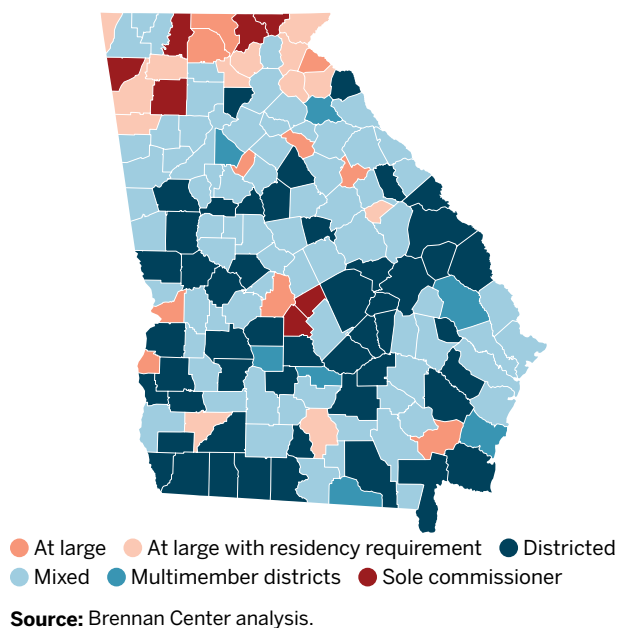 At large At large with residency requirement Districted
Mixed Multimember districts Sole commissioner
Source: Brennan Center analysis.